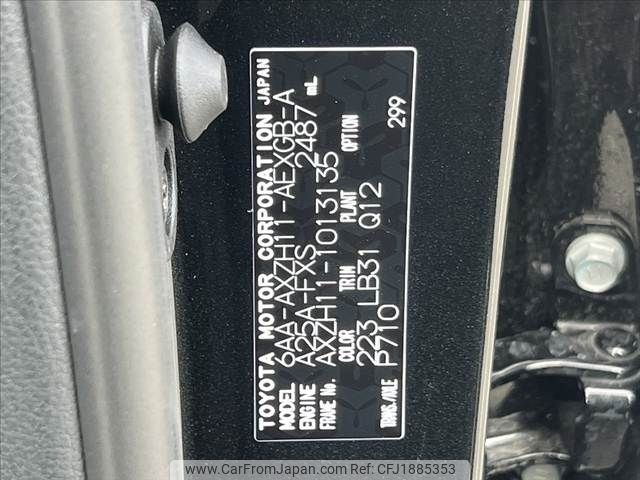 TOYOTA MOTOR CORPORATION JAPAN
MODEL 6AA-AXZH11-AEXGB-A
ENGINE A25A-FXS 2487 mL
FRAME No. AXZH11-1013135
COLOR TRIM PLANT OPTION
223 LB31 Q12 299
TRANS./AXLE P710
© CarFromJapan www.carfromjapan.com Ref#: CFJ1885353